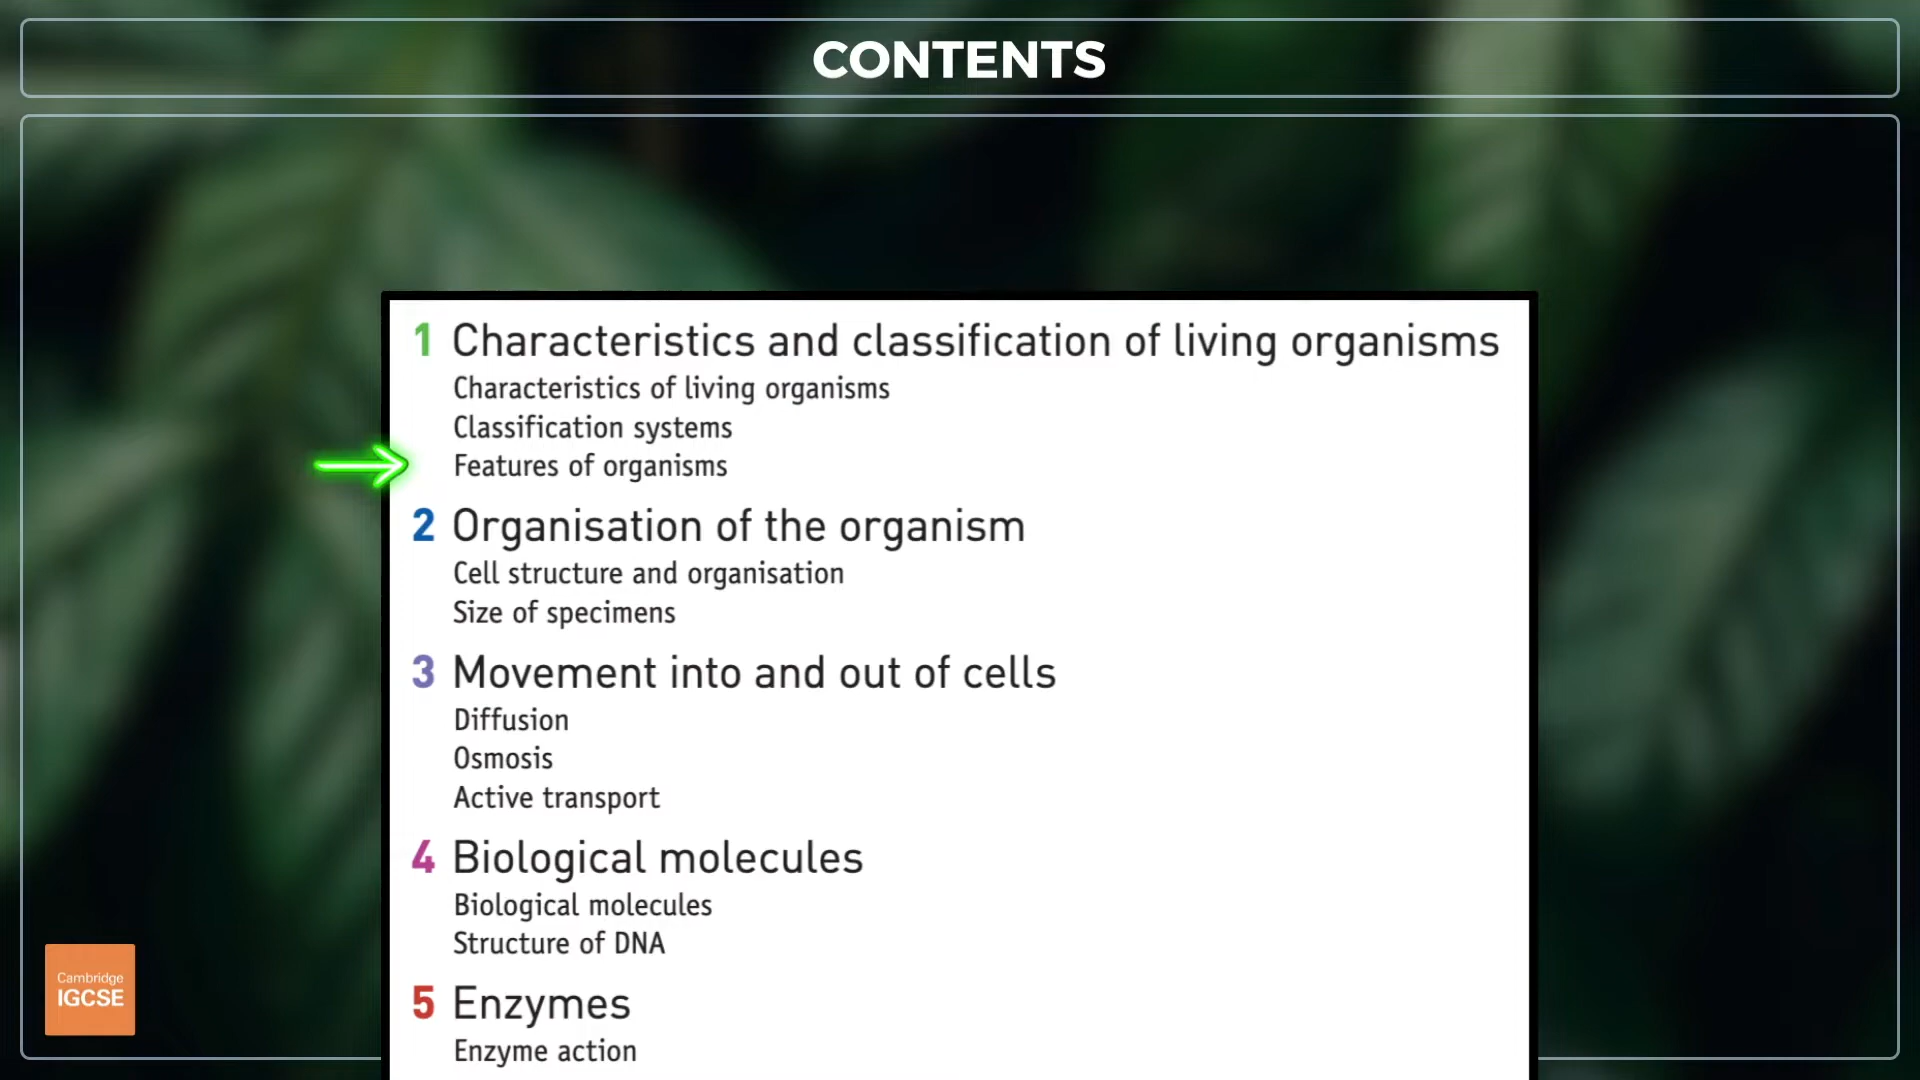 CONTENTS
1 Characteristics and classification of living organisms
Characteristics of living organisms
Classification systems
Features of organisms
2 Organisation of the organism
Cell structure and organisation
Size of specimens
3 Movement into and out of cells
Diffusion
Osmosis
Active transport
4 Biological molecules
Biological molecules
Structure of DNA
5 Enzymes
Enzyme action
Cambridge
IGCSE